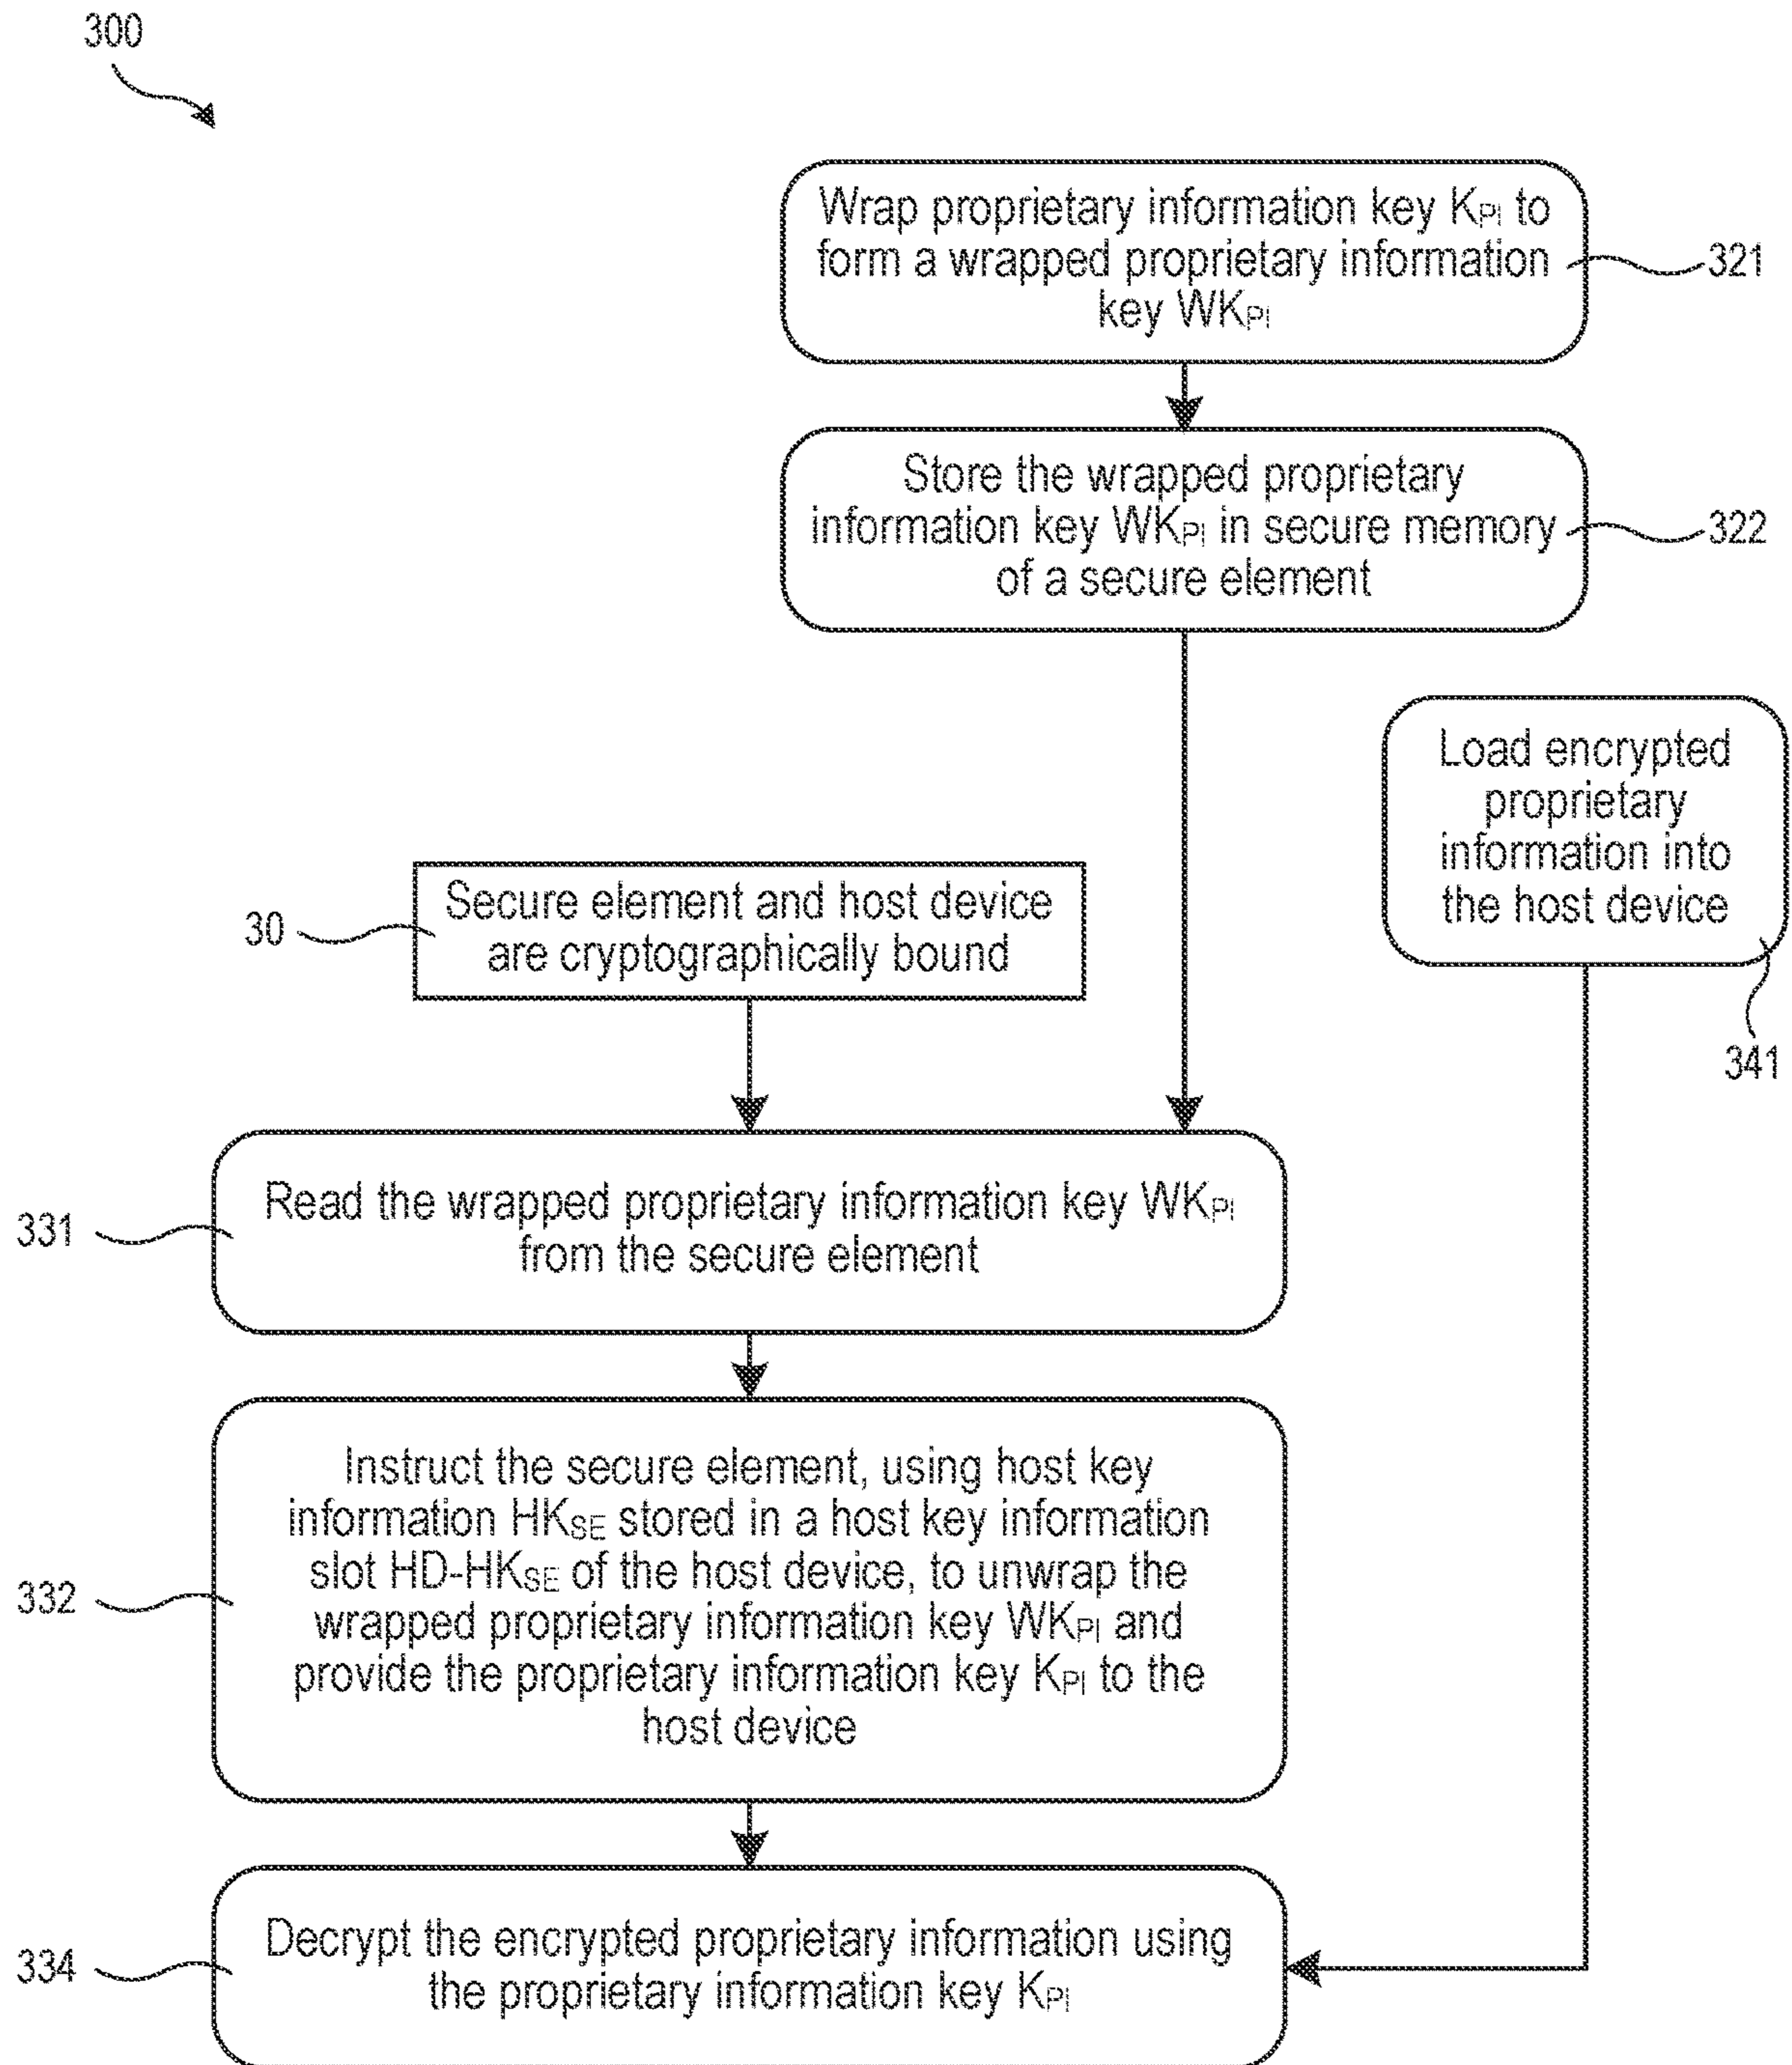 300
Wrap proprietary information key KPI to
form a wrapped proprietary information
key WKPI
321
Store the wrapped proprietary
information key WKPI in secure memory
of a secure element
322
Load encrypted
proprietary
information into
the host device
341
Secure element and host device
are cryptographically bound
30
Read the wrapped proprietary information key WKPI
from the secure element
331
Instruct the secure element, using host key
information HKSE stored in a host key information
slot HD-HKSE of the host device, to unwrap the
wrapped proprietary information key WKPI and
provide the proprietary information key KPI to the
host device
332
Decrypt the encrypted proprietary information using
the proprietary information key KPI
334